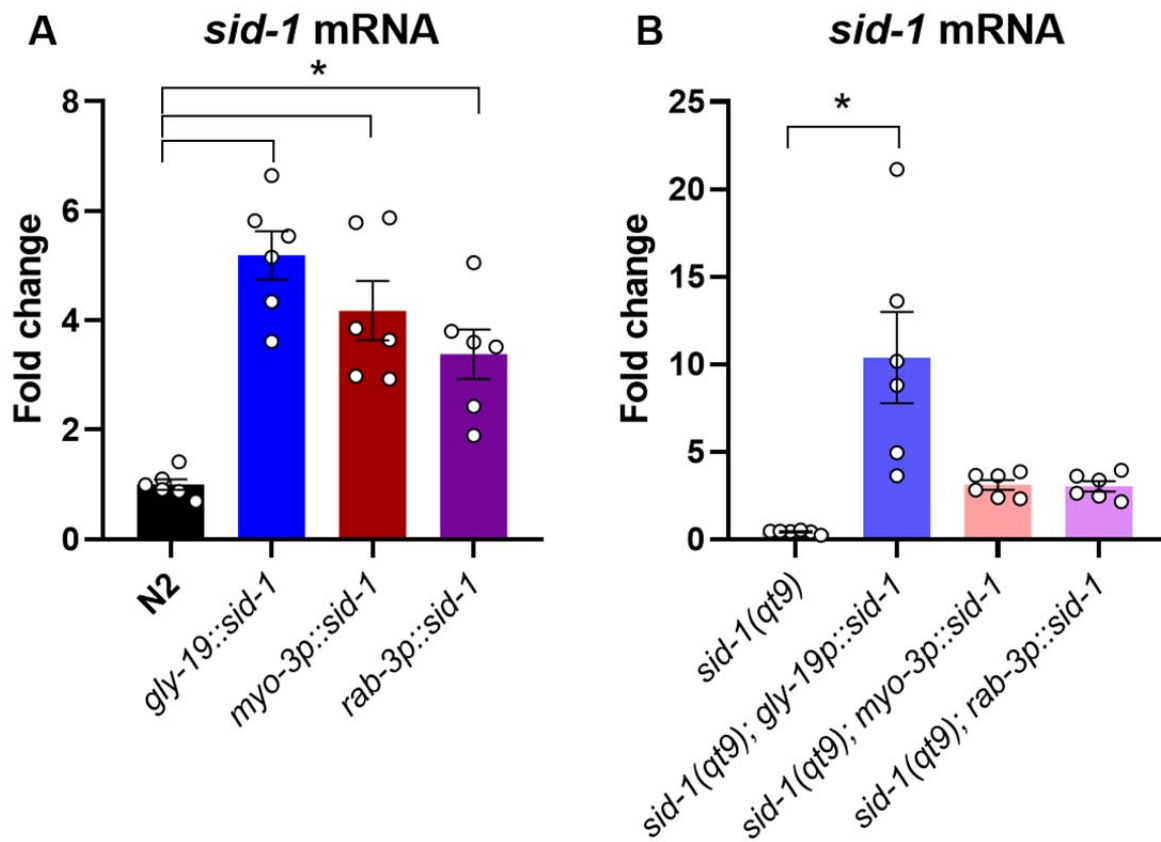 A
sid-1 mRNA
*
Fold change
8
6
4
2
0
N2
gly-19::sid-1
myo-3p::sid-1
rab-3p::sid-1
B
sid-1 mRNA
*
Fold change
25
20
15
10
5
0
sid-1(qt9)
sid-1(qt9); gly-19p::sid-1
sid-1(qt9); myo-3p::sid-1
sid-1(qt9); rab-3p::sid-1